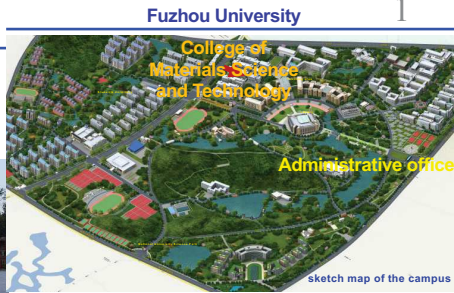 Fuzhou University
1
College of
Materials Science
and Technology
Administrative office
sketch map of the campus